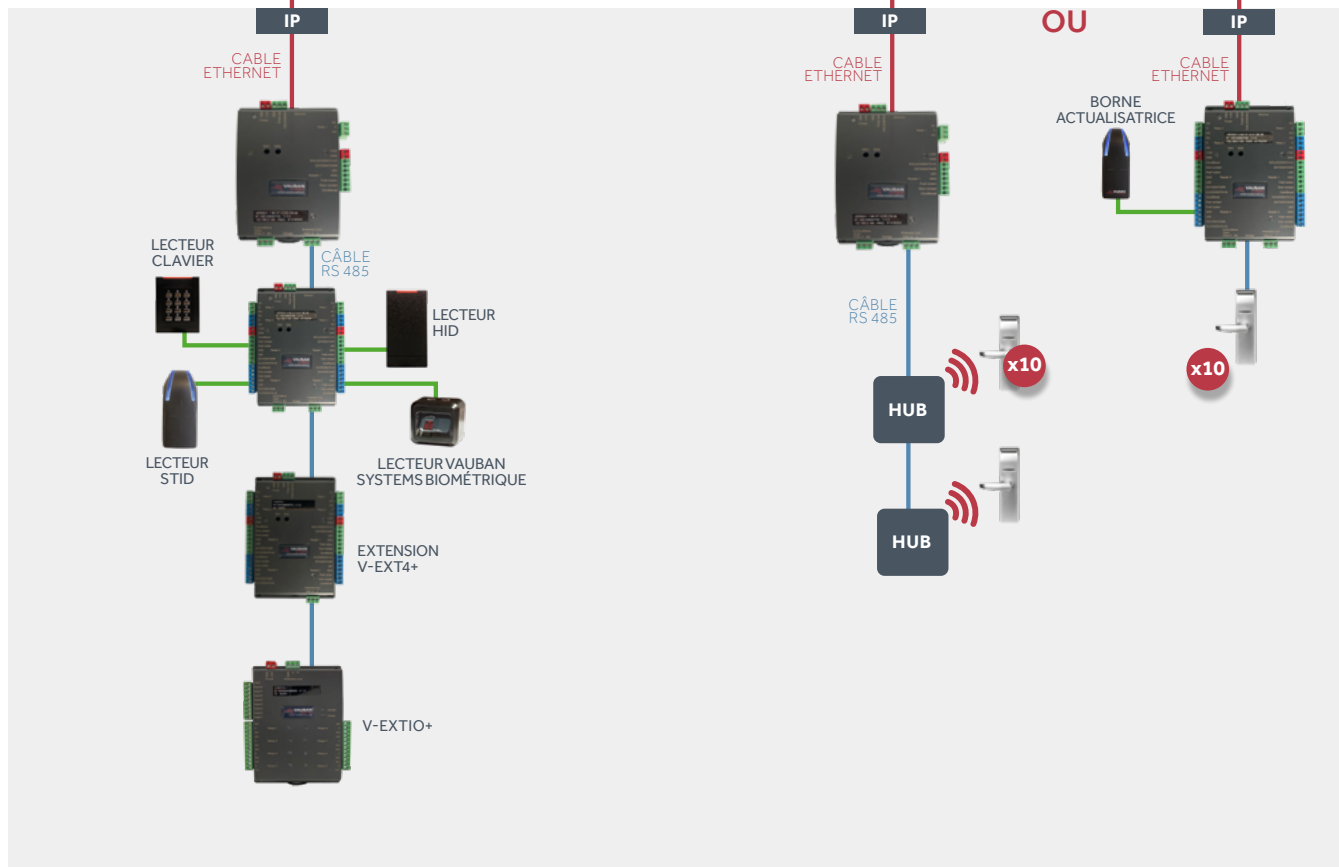 IP
CABLE
ETHERNET
LECTEUR
CLAVIER
CÂBLE
RS 485
LECTEUR
HID
LECTEUR
STID
LECTEUR VAUBAN
SYSTEMS BIOMÉTRIQUE
EXTENSION
V-EXT4+
V-EXTIO+
IP
CABLE
ETHERNET
VAUBAN
CÂBLE
RS 485
x10
HUB
HUB
OU
IP
CABLE
ETHERNET
BORNE
ACTUALISATRICE
x10